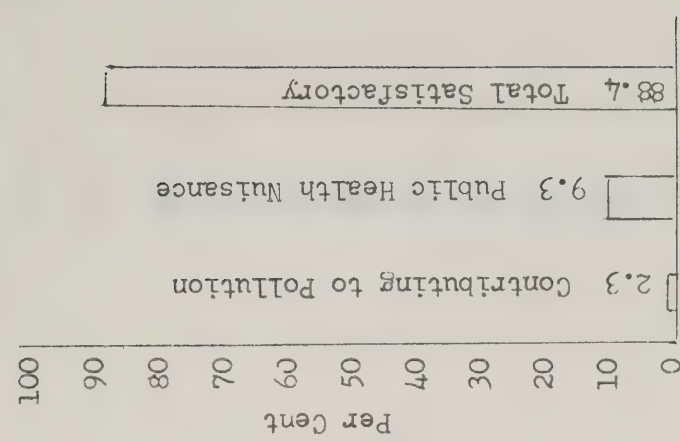 Per Cent
0 10 20 30 40 50 60 70 80 90 100
2.3 Contributing to Pollution
9.3 Public Health Nuisance
88.4 Total Satisfactory